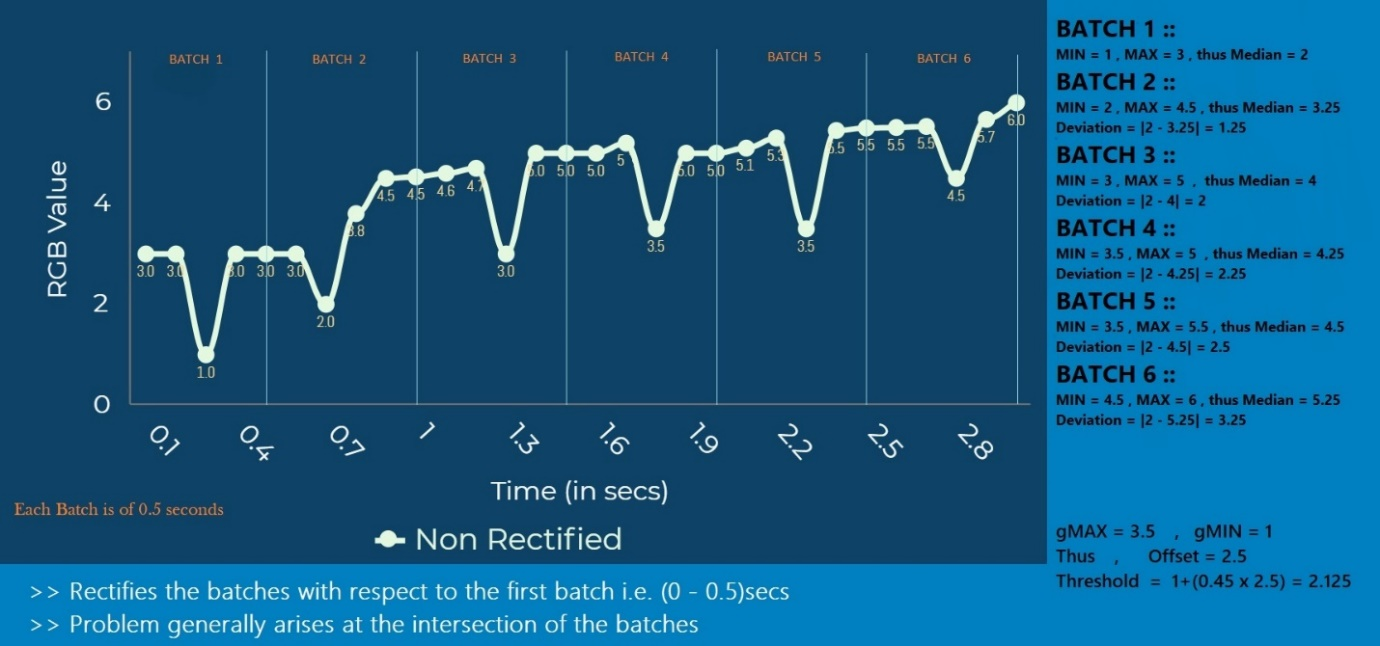 BATCH 1 BATCH 2 BATCH 3 BATCH 4 BATCH 5 BATCH 6
6
4
2
0
RGB Value
3.0 3.0 1.0 3.0 3.0 3.0 2.0 3.8 4.5 4.5 4.6 4.7 3.0 5.0 5.0 5.0 5 3.5 5.0 5.0 5.1 5.3 3.5 5.5 5.5 5.5 5.5 4.5 5.7 6.0
0.1 0.4 0.7 1 1.3 1.6 1.9 2.2 2.5 2.8
Time (in secs)
Each Batch is of 0.5 seconds
Non Rectified
>> Rectifies the batches with respect to the first batch i.e. (0 - 0.5)secs
>> Problem generally arises at the intersection of the batches
BATCH 1 ::
MIN = 1 , MAX = 3 , thus Median = 2
BATCH 2 ::
MIN = 2 , MAX = 4.5 , thus Median = 3.25
Deviation = |2 - 3.25| = 1.25
BATCH 3 ::
MIN = 3 , MAX = 5 , thus Median = 4
Deviation = |2 - 4| = 2
BATCH 4 ::
MIN = 3.5 , MAX = 5 , thus Median = 4.25
Deviation = |2 - 4.25| = 2.25
BATCH 5 ::
MIN = 3.5 , MAX = 5.5 , thus Median = 4.5
Deviation = |2 - 4.5| = 2.5
BATCH 6 ::
MIN = 4.5 , MAX = 6 , thus Median = 5.25
Deviation = |2 - 5.25| = 3.25
gMAX = 3.5 , gMIN = 1
Thus , Offset = 2.5
Threshold = 1+(0.45 x 2.5) = 2.125